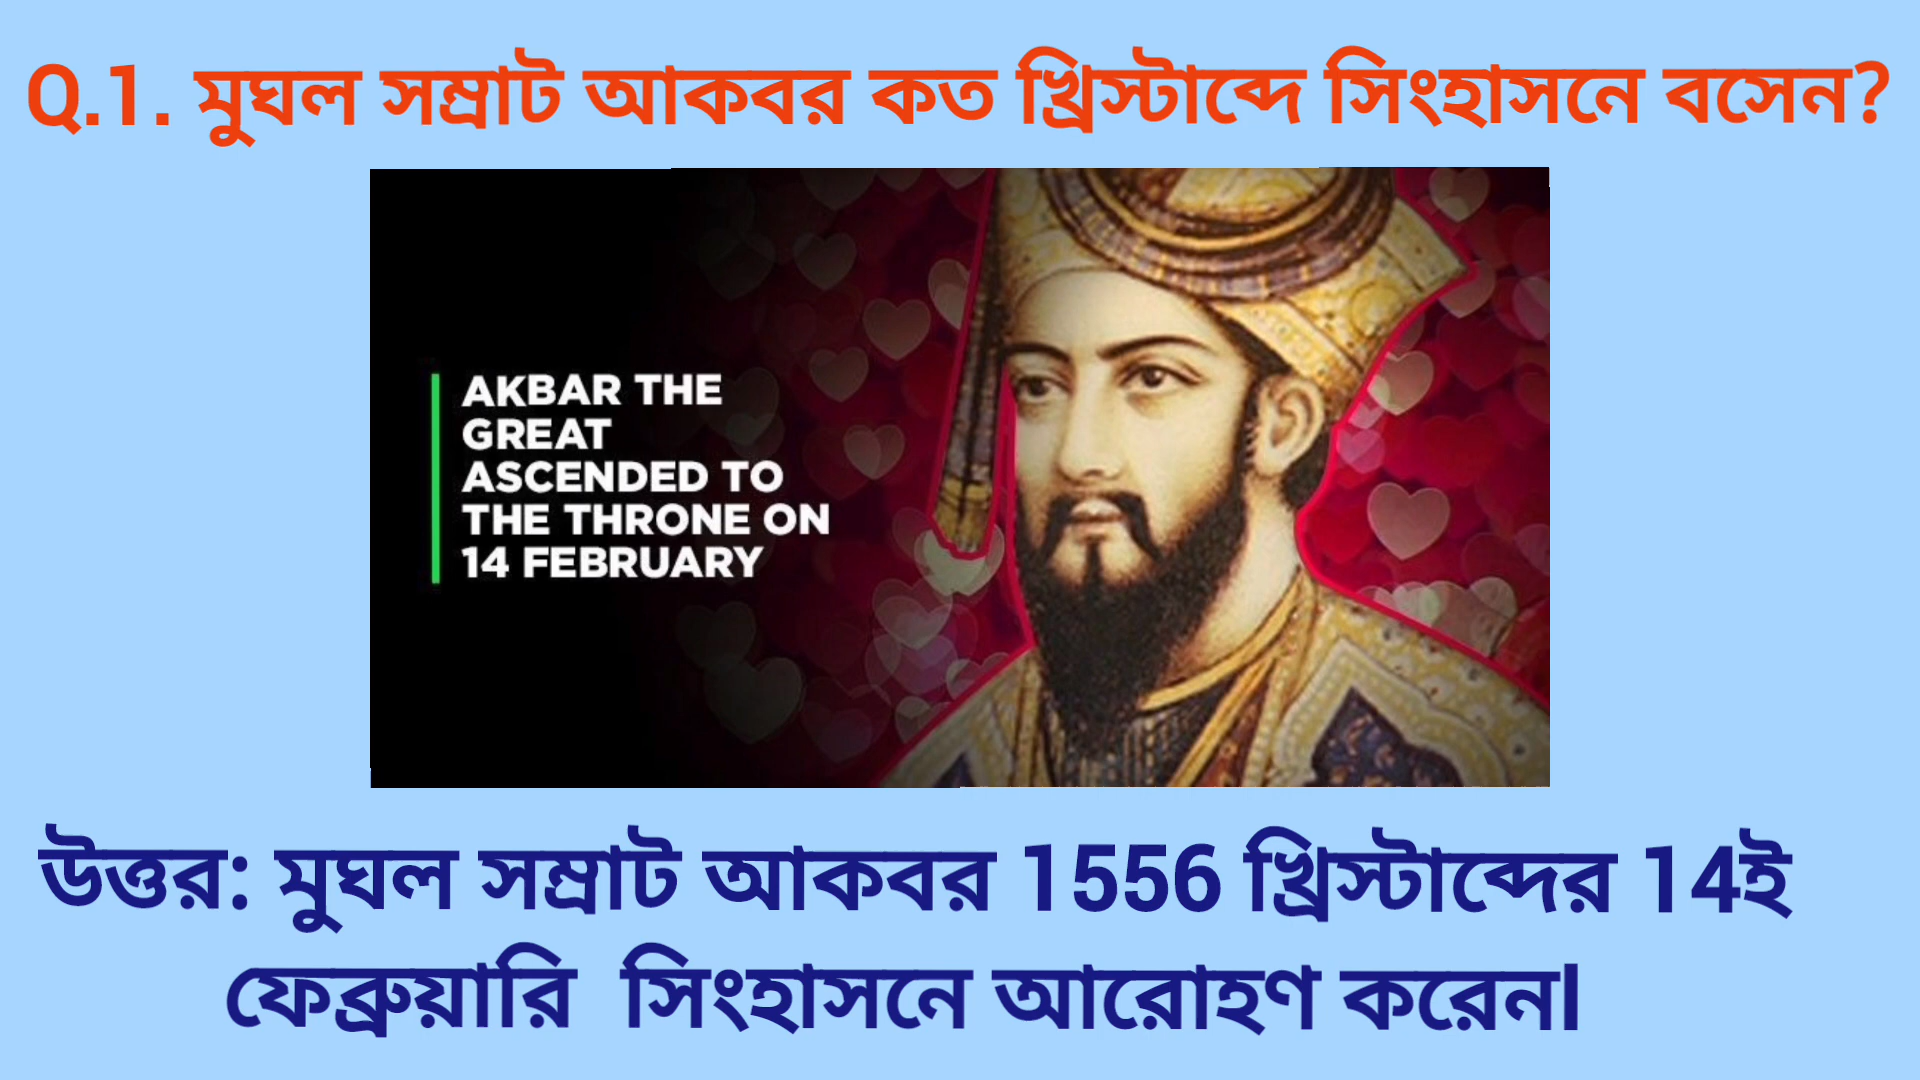 Q.1. মুঘল সম্রাট আকবর কত খ্রিস্টাব্দে সিংহাসনে বসেন?
AKBAR THE
GREAT
ASCENDED TO
THE THRONE ON
14 FEBRUARY
উত্তর: মুঘল সম্রাট আকবর 1556 খ্রিস্টাব্দের 14ই
ফেব্রুয়ারি সিংহাসনে আরোহণ করেন।